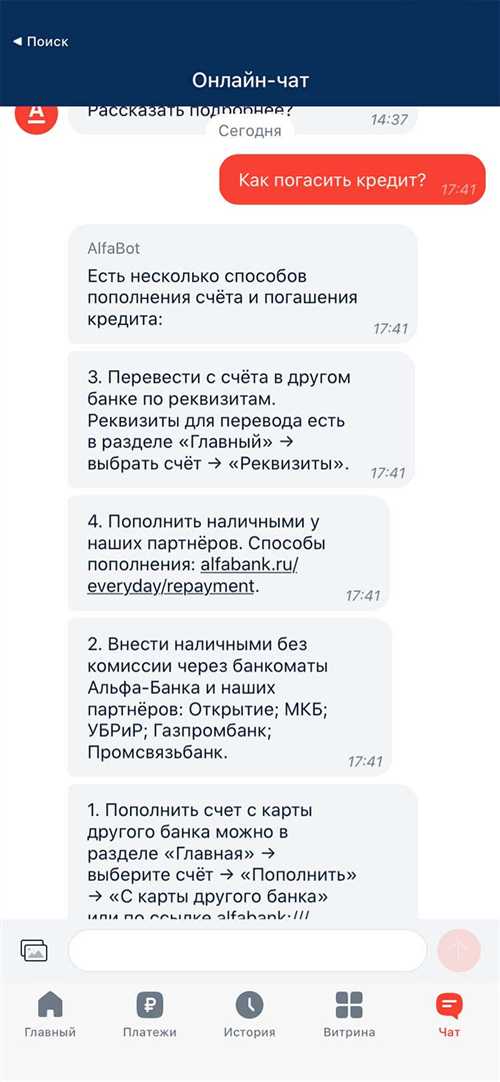 ◀ Поиск
Онлайн-чат
Рассказать подробнее?
14:37
Сегодня
Как погасить кредит?
17:41
AlfaBot
Есть несколько способов
пополнения счёта и погашения
кредита:
17:41
3. Перевести с счёта в другом
банке по реквизитам.
Реквизиты для перевода есть
в разделе «Главный» →
выбрать счёт → «Реквизиты».
17:41
4. Пополнить наличными у
наших партнёров. Способы
пополнения: alfabank.ru/
everyday/repayment.
17:41
2. Внести наличными без
комиссии через банкоматы
Альфа-Банка и наших
партнёров: Открытие; МКБ;
УБРиР; Газпромбанк;
Промсвязьбанк.
17:41
1. Пополнить счет с карты
другого банка можно в
разделе «Главная» →
выберите счёт → «Пополнить»
→ «С карты другого банка»
или по ссылке alfabank:///
Главный
Платежи
История
Витрина
Чат